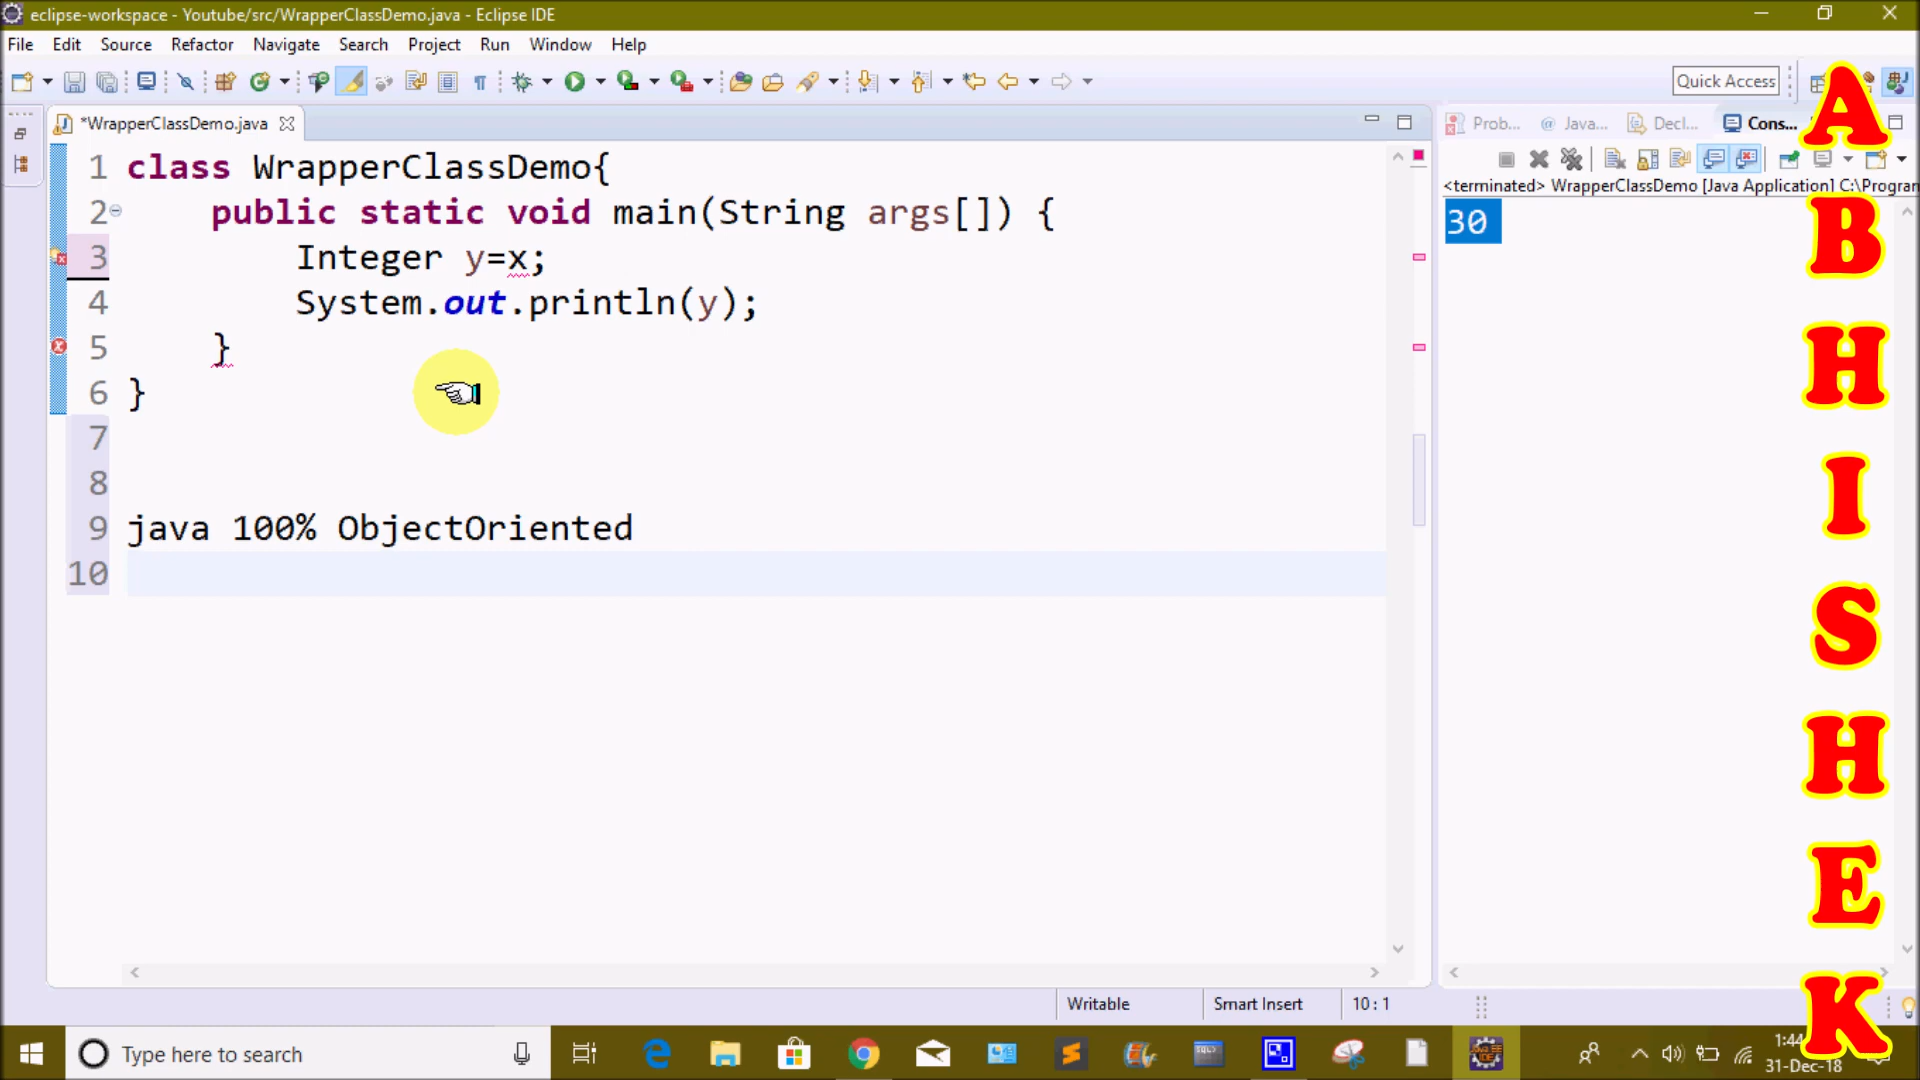 eclipse-workspace - Youtube/src/WrapperClassDemo.java - Eclipse IDE
File Edit Source Refactor Navigate Search Project Run Window Help
Quick Access
*WrapperClassDemo.java
Prob... @ Java... Decl... Cons...
<terminated> WrapperClassDemo [Java Application] C:\Progran
30
1 class WrapperClassDemo{
2 public static void main(String args[]) {
3 Integer y=x;
4 System.out.println(y);
5 }
6 }
7
8
9 java 100% ObjectOriented
10
A
B
H
I
S
H
E
K
Writable Smart Insert 10 : 1
Type here to search
1:44
31-Dec-18